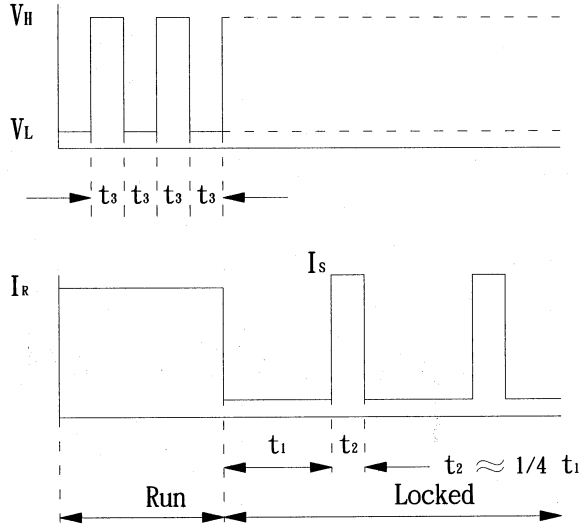 VH
VL
t3 t3 t3 t3
IS
IR
t1 t2
t2 ≈ 1/4 t1
Run Locked